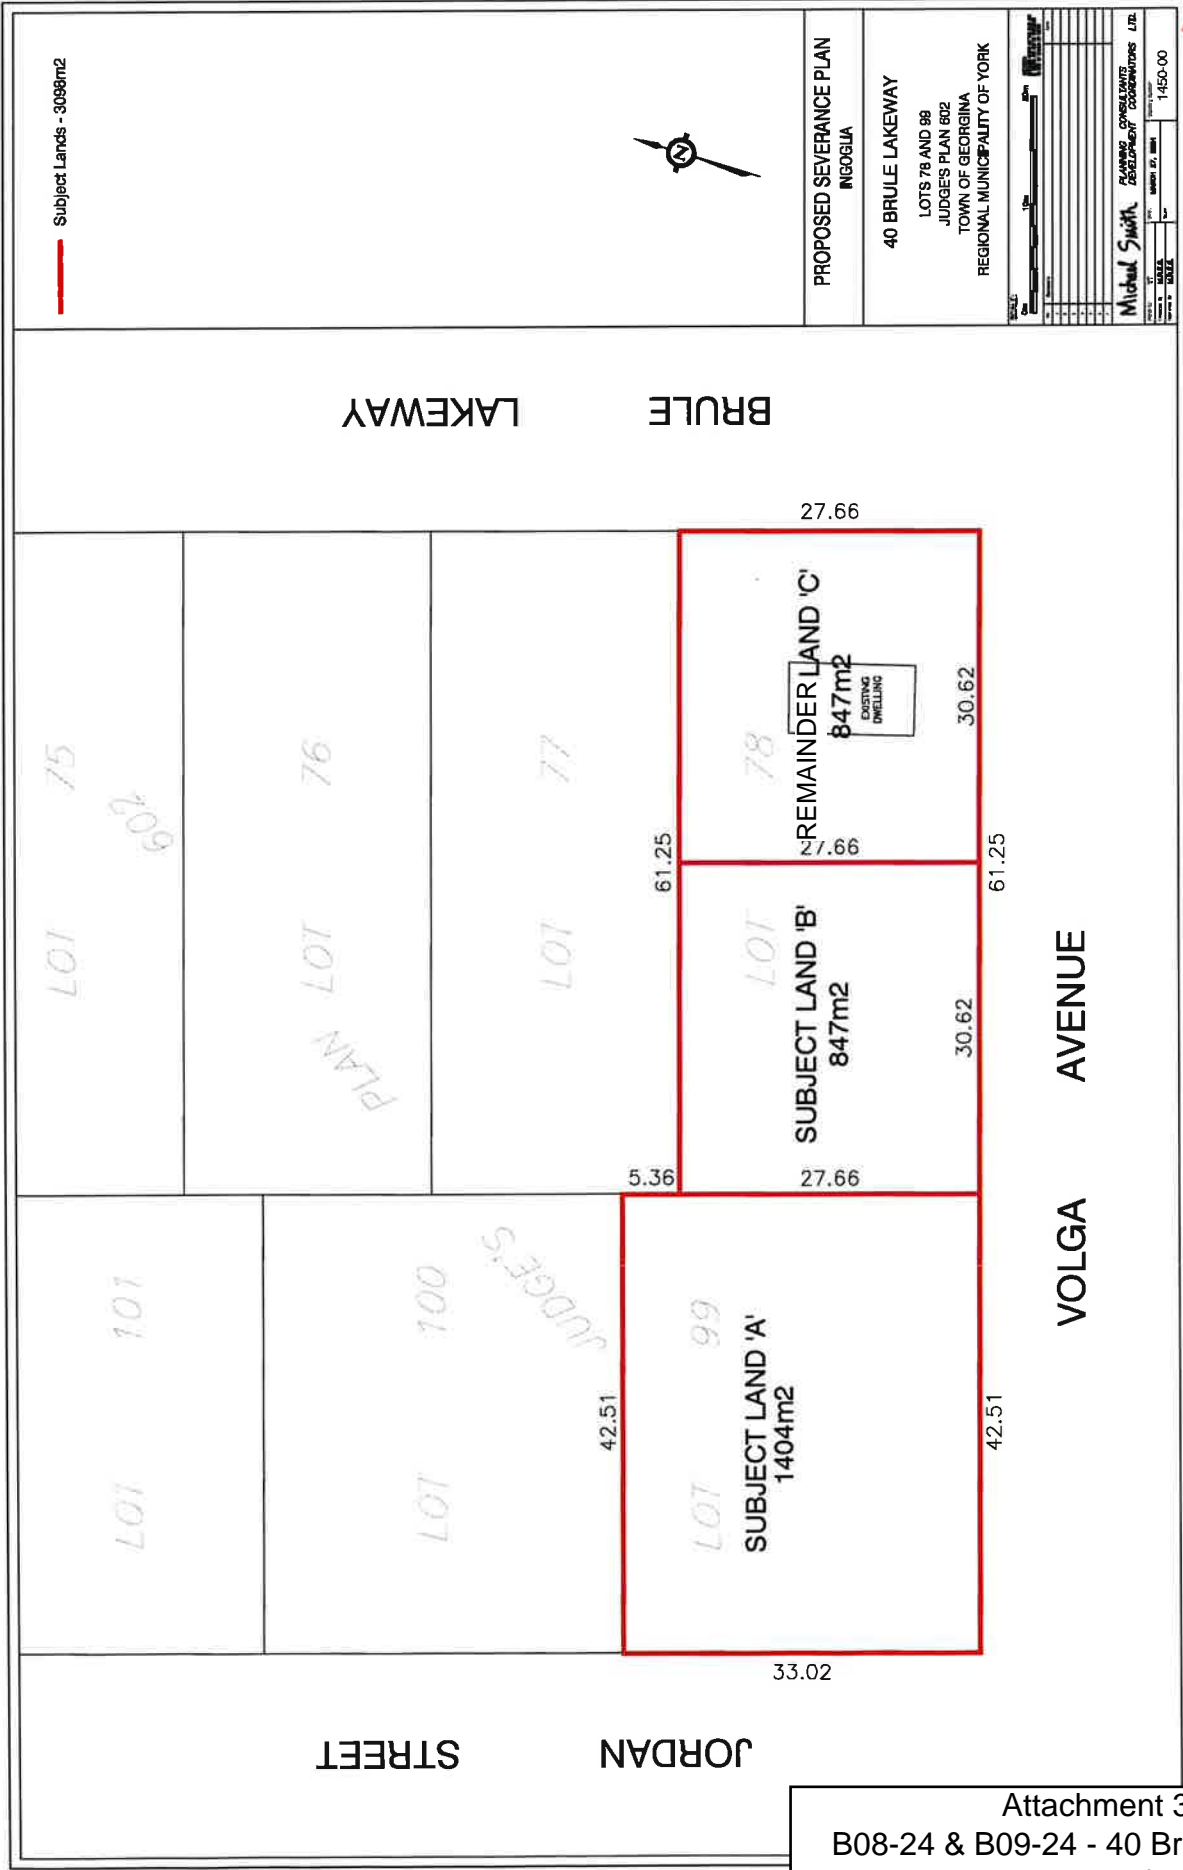 Subject Lands - 3098m2
PROPOSED SEVERANCE PLAN
INGOGLIA
40 BRULE LAKEWAY
LOTS 78 AND 99
JUDGE'S PLAN 602
TOWN OF GEORGINA
REGIONAL MUNICIPALITY OF YORK
SCALE:
0m 10m 20m
Michael Smith PLANNING CONSULTANTS
DEVELOPMENT COORDINATORS LTD.
1450-00
N
BRULE LAKEWAY
LOT 75
602
PLAN LOT 76
LOT 77
LOT 78
27.66
REMAINDER LAND 'C'
847m2
EXISTING
DWELLING
30.62
27.66
61.25
61.25
SUBJECT LAND 'B'
847m2
30.62
27.66
5.36
LOT 101
LOT 100
JUDGE'S
LOT 99
SUBJECT LAND 'A'
1404m2
42.51
42.51
33.02
VOLGA AVENUE
JORDAN STREET
Attachment 3
B08-24 & B09-24 - 40 Br